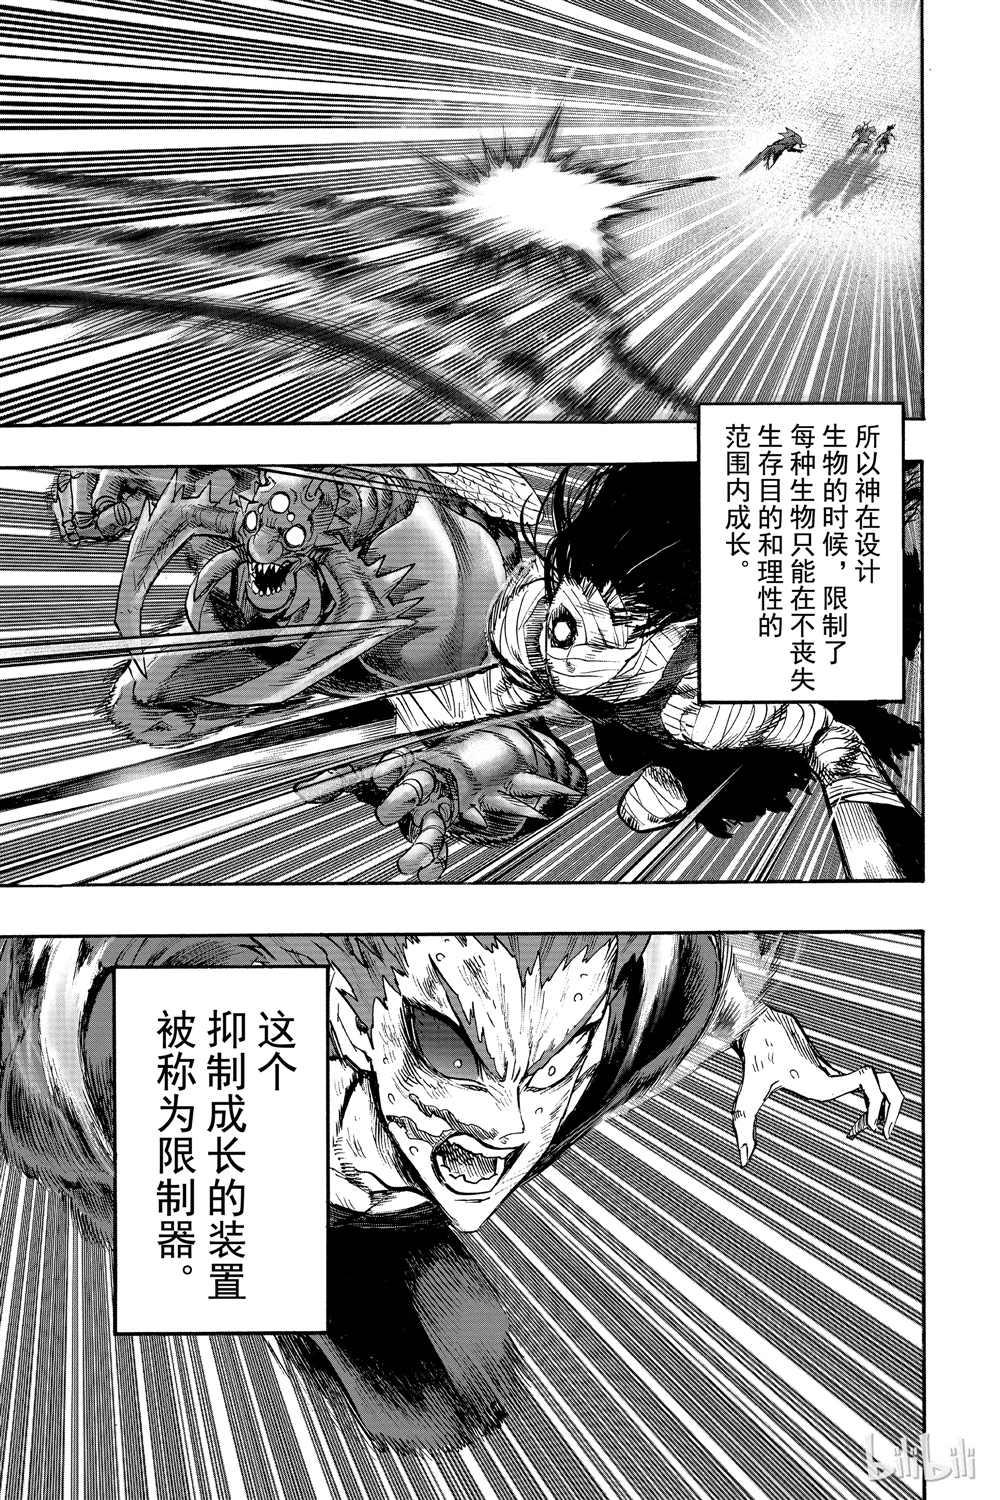 所以神在设计
生物的时候，限制了
每种生物只能在不丧失
生存目的和理性的
范围内成长。
这个
抑制成长的装置
被称为限制器。
bilibili